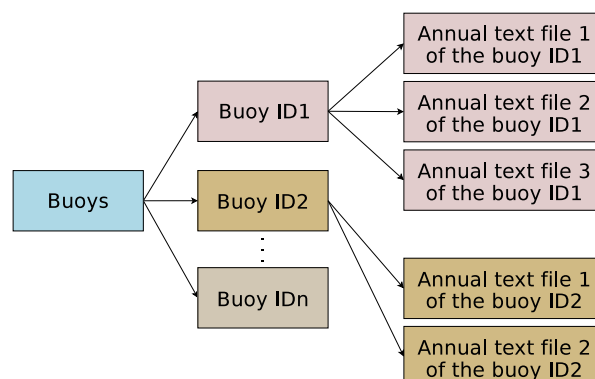 Annual text file 1
of the buoy ID1
Buoy ID1
Annual text file 2
of the buoy ID1
Annual text file 3
of the buoy ID1
Buoys
Buoy ID2
Buoy IDn
Annual text file 1
of the buoy ID2
Annual text file 2
of the buoy ID2